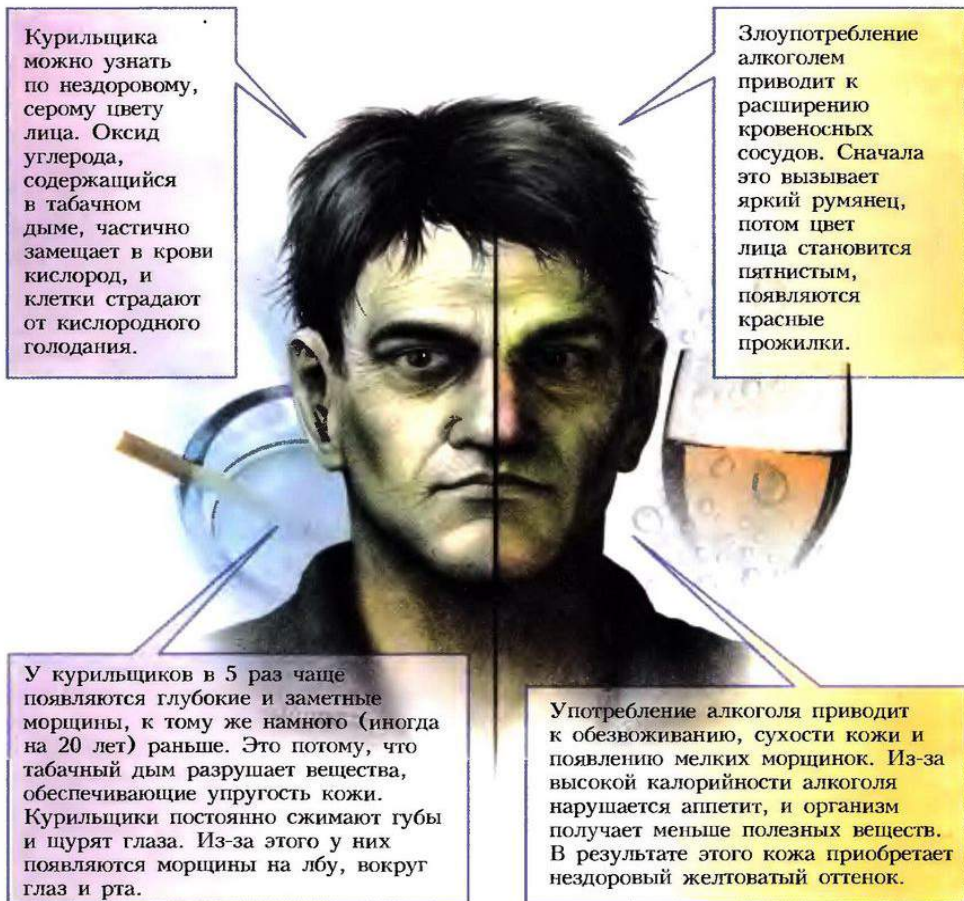 Курильщика
можно узнать
по нездоровому,
серому цвету
лица. Оксид
углерода,
содержащийся
в табачном
дыме, частично
замещает в крови
кислород, и
клетки страдают
от кислородного
голодания.
Злоупотребление
алкоголем
приводит к
расширению
кровеносных
сосудов. Сначала
это вызывает
яркий румянец,
потом цвет
лица становится
пятнистым,
появляются
красные
прожилки.
У курильщиков в 5 раз чаще
появляются глубокие и заметные
морщины, к тому же намного (иногда
на 20 лет) раньше. Это потому, что
табачный дым разрушает вещества,
обеспечивающие упругость кожи.
Курильщики постоянно сжимают губы
и щурят глаза. Из-за этого у них
появляются морщины на лбу, вокруг
глаз и рта.
Употребление алкоголя приводит
к обезвоживанию, сухости кожи и
появлению мелких морщинок. Из-за
высокой калорийности алкоголя
нарушается аппетит, и организм
получает меньше полезных веществ.
В результате этого кожа приобретает
нездоровый желтоватый оттенок.